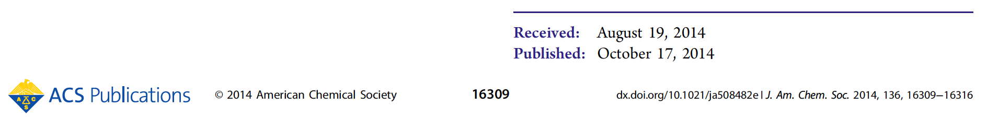 Received: August 19, 2014
Published: October 17, 2014
A C S
ACS Publications © 2014 American Chemical Society 16309 dx.doi.org/10.1021/ja508482e | J. Am. Chem. Soc. 2014, 136, 16309−16316